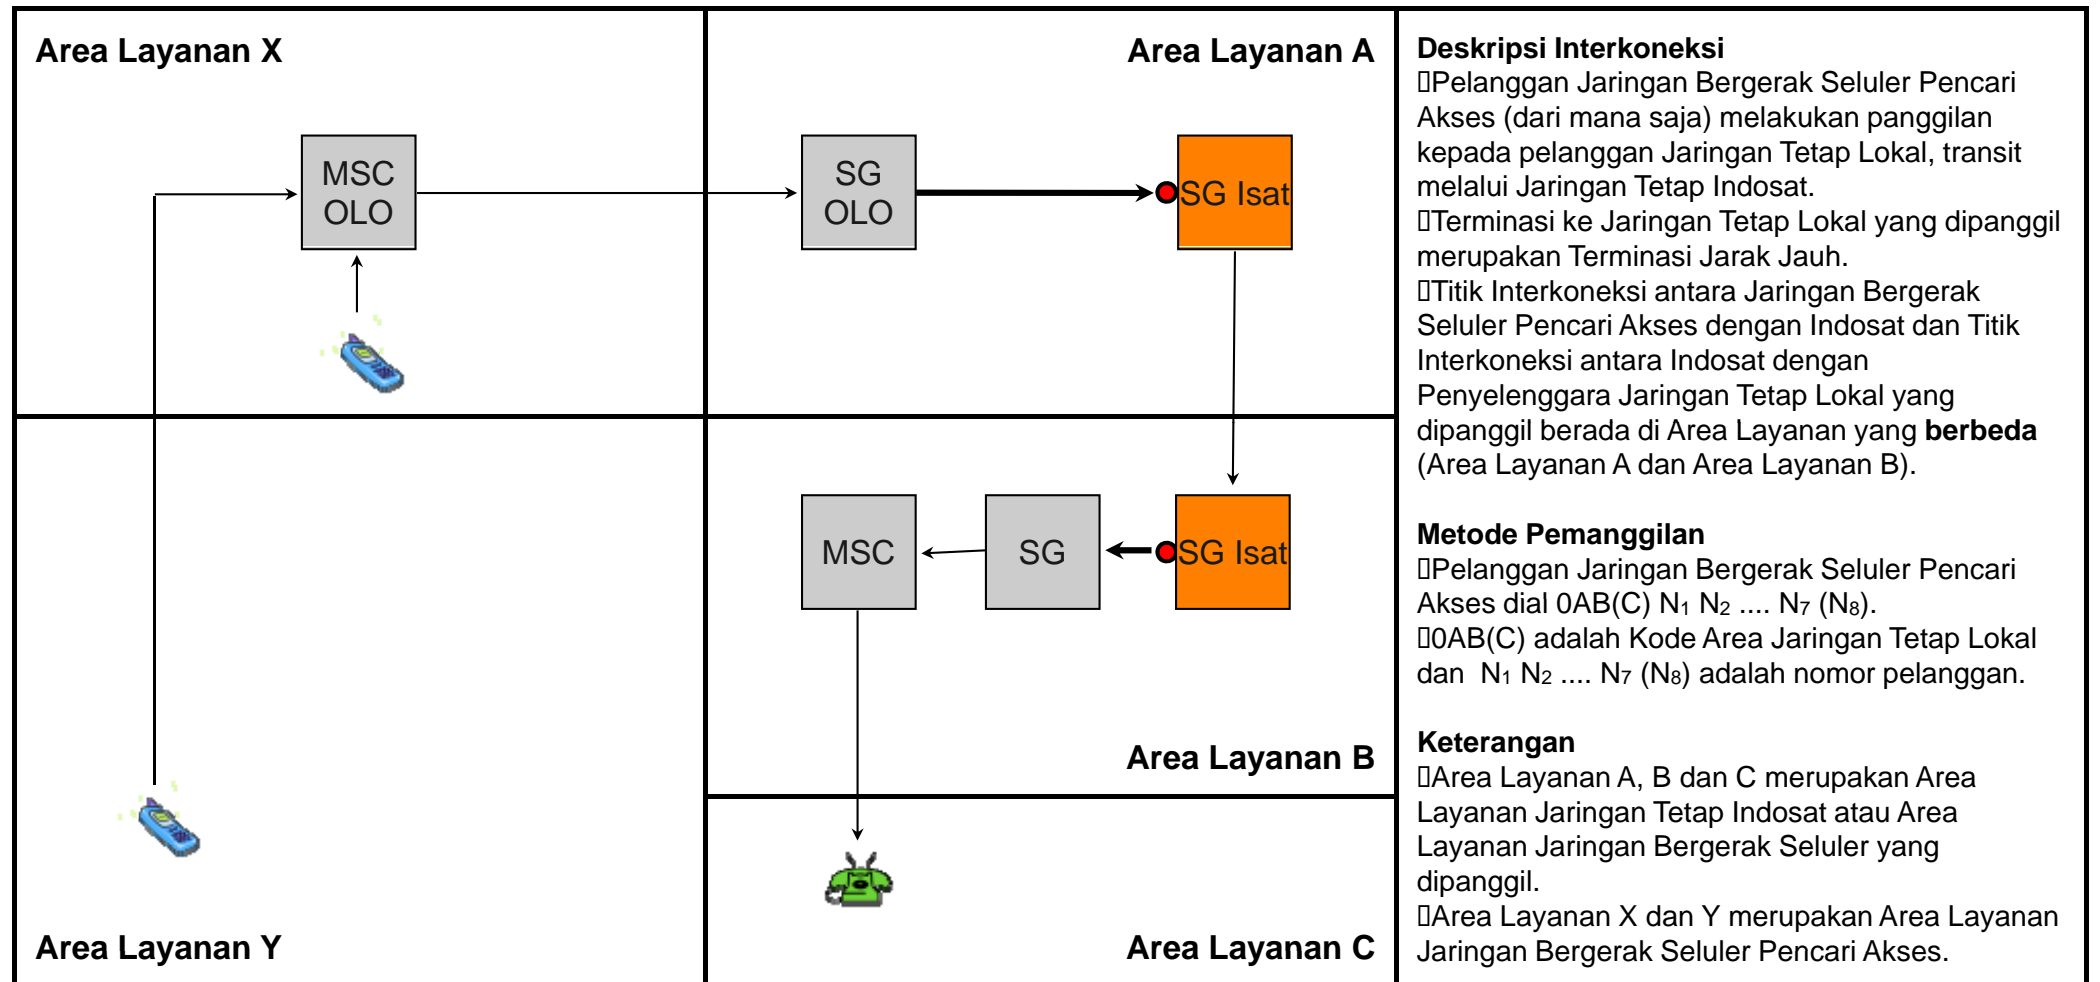 Area Layanan X
Area Layanan A
MSC
OLO
SG
OLO
SG Isat
MSC
SG
SG Isat
Area Layanan B
Area Layanan Y
Area Layanan C
Deskripsi Interkoneksi
Pelanggan Jaringan Bergerak Seluler Pencari
Akses (dari mana saja) melakukan panggilan
kepada pelanggan Jaringan Tetap Lokal, transit
melalui Jaringan Tetap Indosat.
Terminasi ke Jaringan Tetap Lokal yang dipanggil
merupakan Terminasi Jarak Jauh.
Titik Interkoneksi antara Jaringan Bergerak
Seluler Pencari Akses dengan Indosat dan Titik
Interkoneksi antara Indosat dengan
Penyelenggara Jaringan Tetap Lokal yang
dipanggil berada di Area Layanan yang berbeda
(Area Layanan A dan Area Layanan B).
Metode Pemanggilan
Pelanggan Jaringan Bergerak Seluler Pencari
Akses dial 0AB(C) N₁ N₂ .... N₇ (N₈).
0AB(C) adalah Kode Area Jaringan Tetap Lokal
dan N₁ N₂ .... N₇ (N₈) adalah nomor pelanggan.
Keterangan
Area Layanan A, B dan C merupakan Area
Layanan Jaringan Tetap Indosat atau Area
Layanan Jaringan Bergerak Seluler yang
dipanggil.
Area Layanan X dan Y merupakan Area Layanan
Jaringan Bergerak Seluler Pencari Akses.